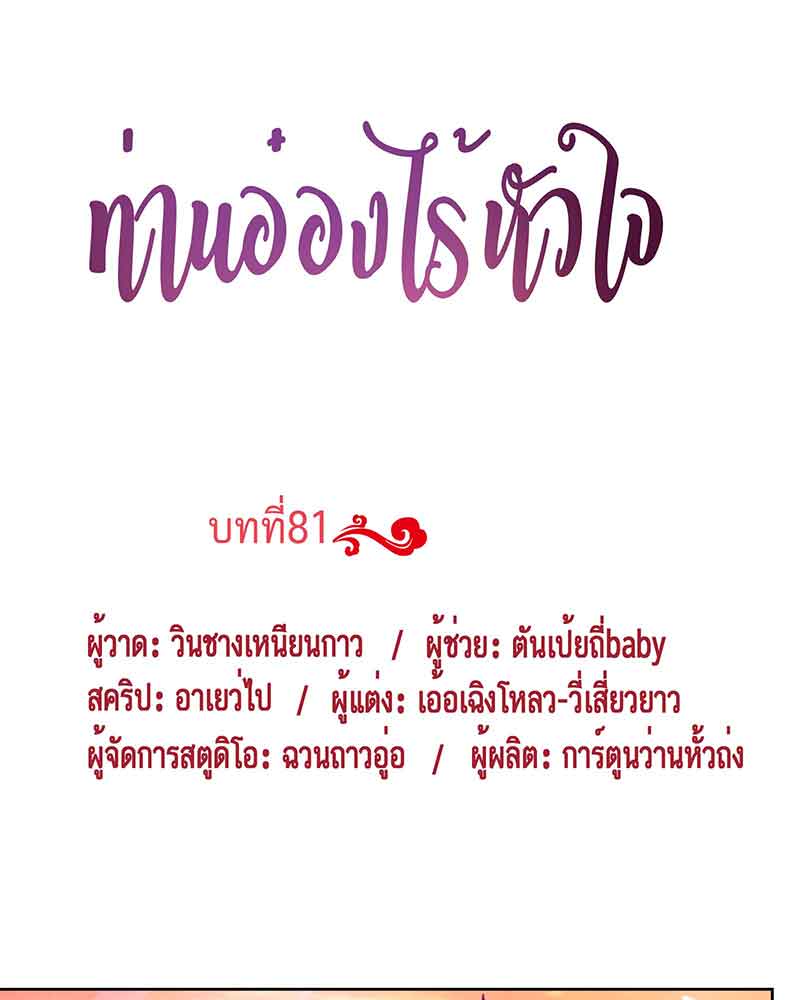 ท่านอ๋องไร้หัวใจ
บทที่81
ผู้วาด: วินชางเหนียนกาว / ผู้ช่วย: ตันเป้ยถี่baby
สคริป: อาเยว่ไป / ผู้แต่ง: เอ้อเฉิงโหลว-วี่เสี่ยวยาว
ผู้จัดการสตูดิโอ: ฉวนถาวอู่อ / ผู้ผลิต: การ์ตูนว่านหั้วถ่ง